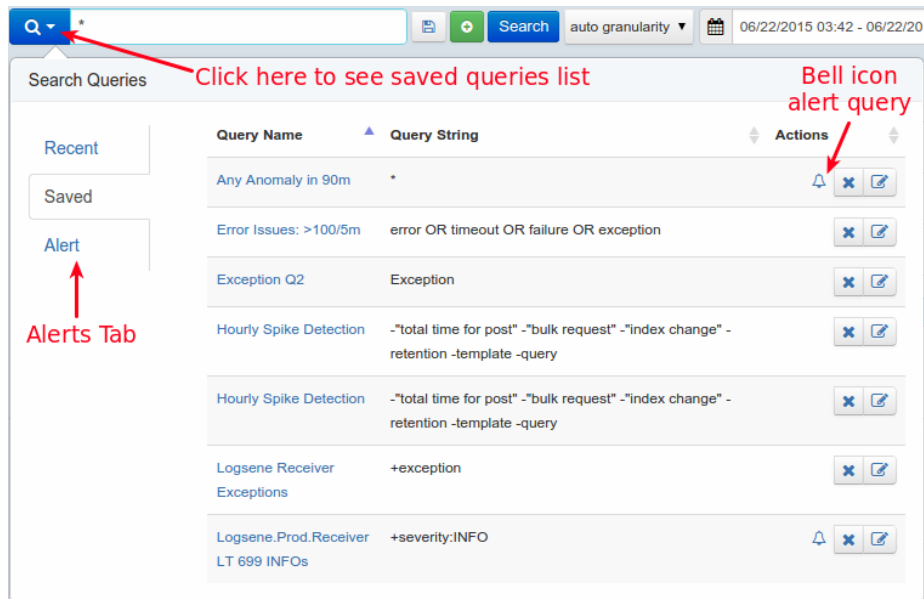 *
Search
auto granularity ▼
06/22/2015 03:42 - 06/22/20
Search Queries
Click here to see saved queries list
Bell icon
alert query
Recent
Saved
Alert
Alerts Tab
Query Name
Query String
Actions
Any Anomaly in 90m
*
Error Issues: >100/5m
error OR timeout OR failure OR exception
Exception Q2
Exception
Hourly Spike Detection
-"total time for post" -"bulk request" -"index change" -
retention -template -query
Hourly Spike Detection
-"total time for post" -"bulk request" -"index change" -
retention -template -query
Logsene Receiver
Exceptions
+exception
Logsene.Prod.Receiver
LT 699 INFOs
+severity:INFO